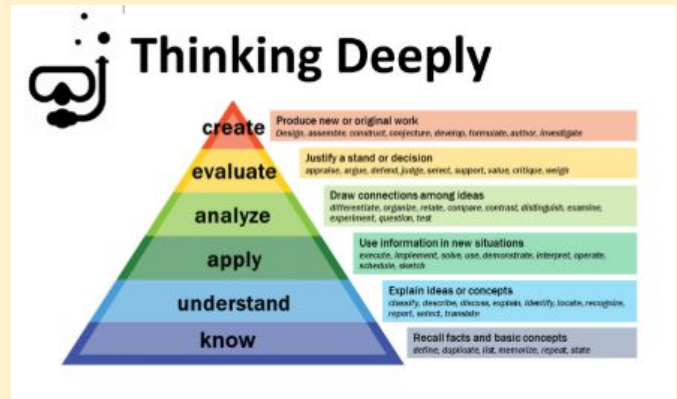 Thinking Deeply
create
Produce new or original work
Design, assemble, construct, conjecture, develop, formulate, author, investigate
evaluate
Justify a stand or decision
appraise, argue, defend, judge, select, support, value, critique, weigh
analyze
Draw connections among ideas
differentiate, organize, relate, compare, contrast, distinguish, examine,
experiment, question, test
apply
Use information in new situations
execute, implement, solve, use, demonstrate, interpret, operate,
schedule, sketch
understand
Explain ideas or concepts
classify, describe, discuss, explain, identify, locate, recognize,
report, select, translate
know
Recall facts and basic concepts
define, duplicate, list, memorize, repeat, state